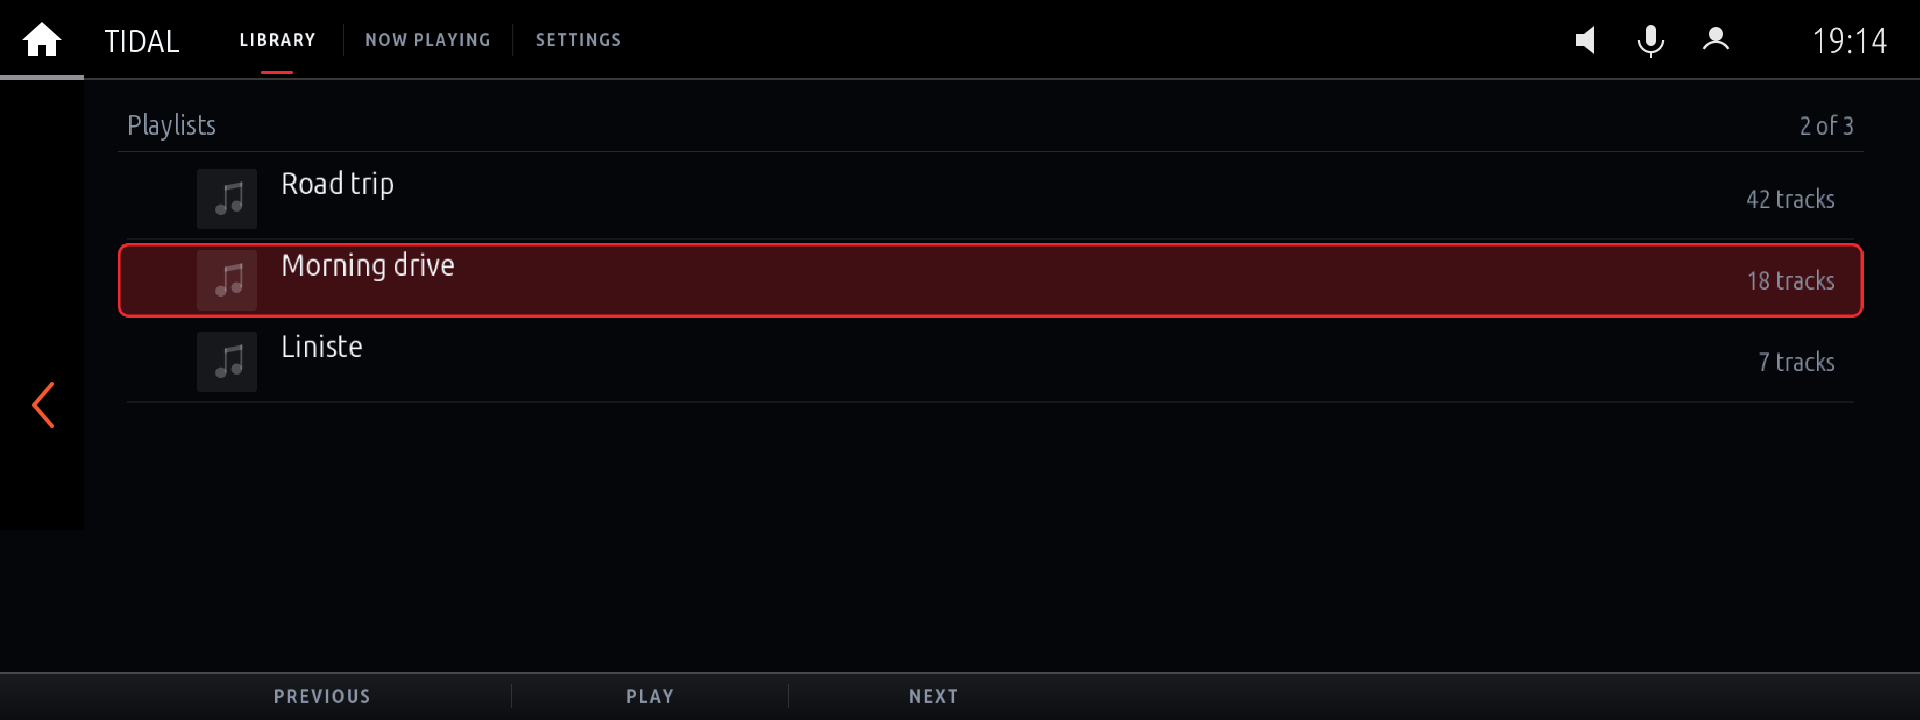 TIDAL LIBRARY NOW PLAYING SETTINGS 19:14
Playlists 2 of 3
Road trip 42 tracks
Morning drive 18 tracks
Liniste 7 tracks
PREVIOUS PLAY NEXT